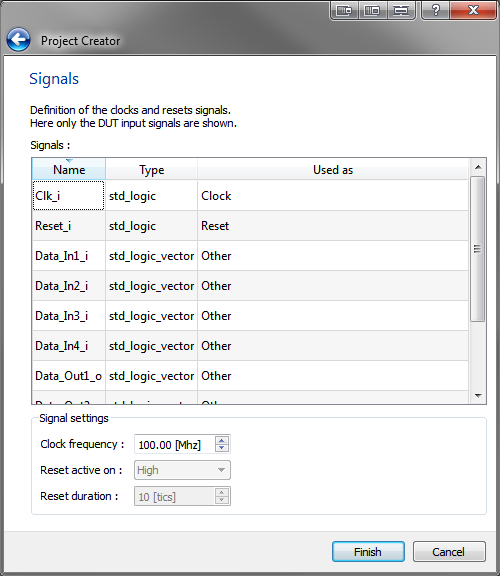 Project Creator
Signals
Definition of the clocks and resets signals.
Here only the DUT input signals are shown.
Signals :
Name Type Used as
Clk_i std_logic Clock
Reset_i std_logic Reset
Data_In1_i std_logic_vector Other
Data_In2_i std_logic_vector Other
Data_In3_i std_logic_vector Other
Data_In4_i std_logic_vector Other
Data_Out1_o std_logic_vector Other
Signal settings
Clock frequency : 100.00 [Mhz]
Reset active on : High
Reset duration : 10 [tics]
Finish Cancel